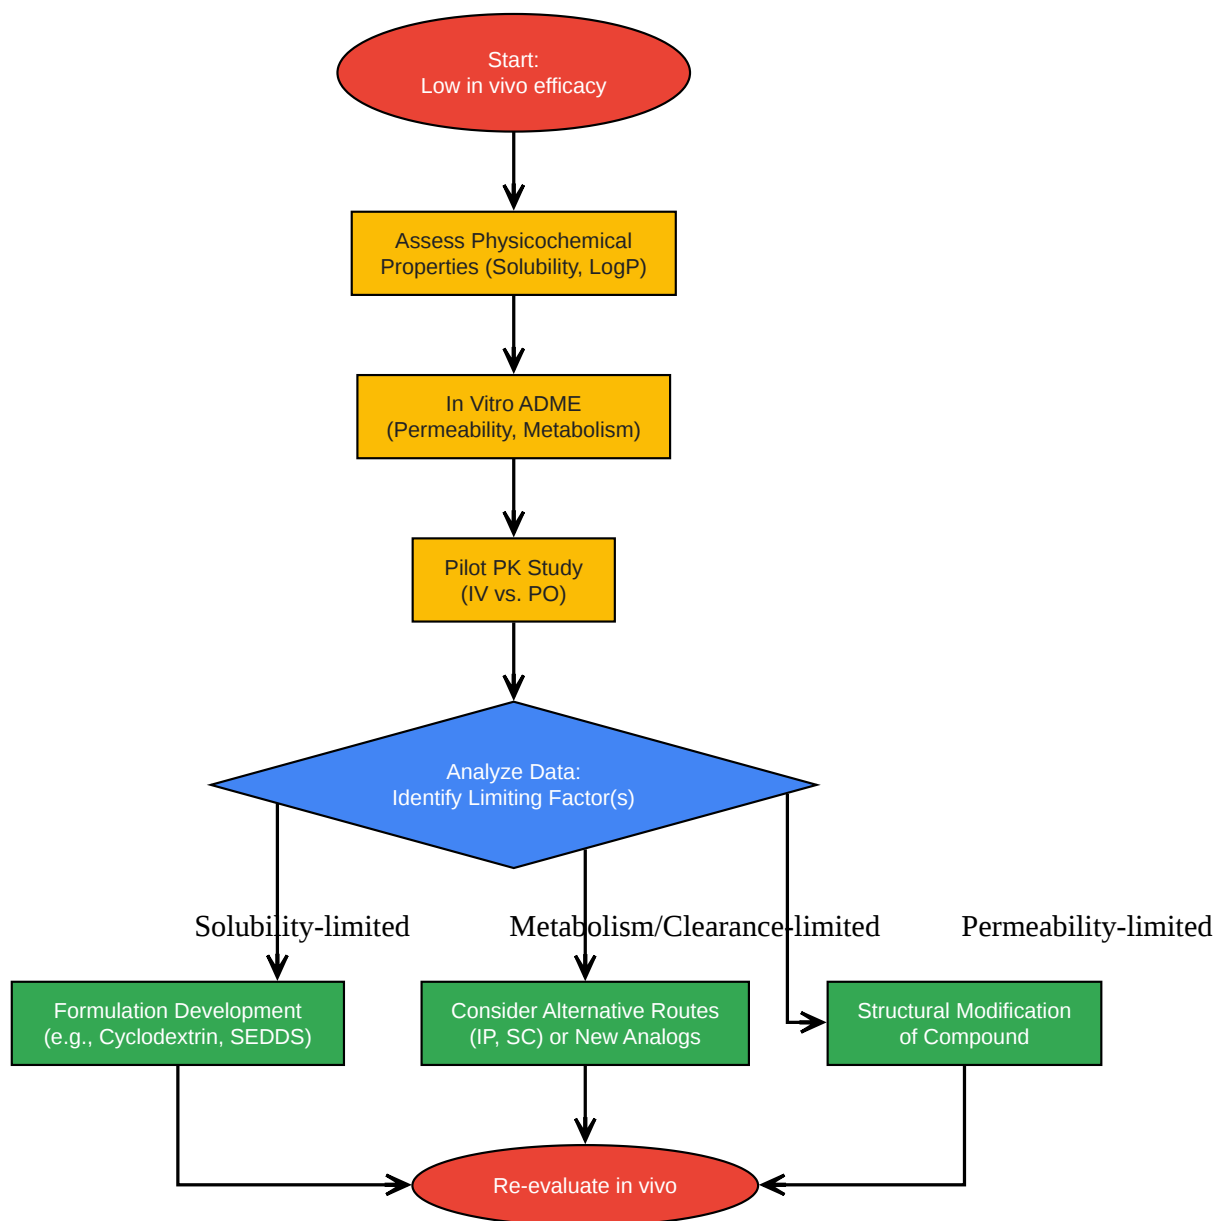 Start:
Low in vivo efficacy
Assess Physicochemical
Properties (Solubility, LogP)
In Vitro ADME
(Permeability, Metabolism)
Pilot PK Study
(IV vs. PO)
Analyze Data:
Identify Limiting Factor(s)
Solubility-limited
Metabolism/Clearance-limited
Permeability-limited
Formulation Development
(e.g., Cyclodextrin, SEDDS)
Consider Alternative Routes
(IP, SC) or New Analogs
Structural Modification
of Compound
Re-evaluate in vivo